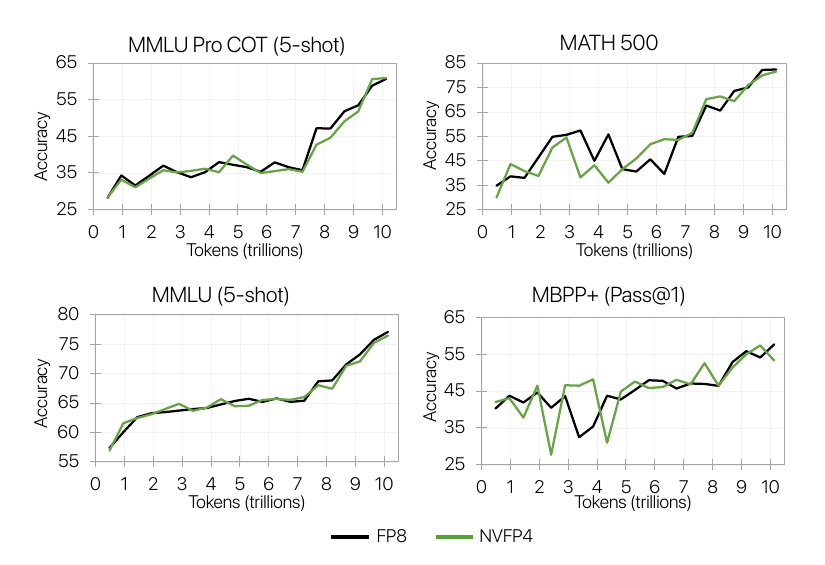 MMLU Pro COT (5-shot)
65
55
45
35
25
Accuracy
0 1 2 3 4 5 6 7 8 9 10
Tokens (trillions)
MATH 500
85
75
65
55
45
35
25
Accuracy
0 1 2 3 4 5 6 7 8 9 10
Tokens (trillions)
MMLU (5-shot)
80
75
70
65
60
55
Accuracy
0 1 2 3 4 5 6 7 8 9 10
Tokens (trillions)
MBPP+ (Pass@1)
65
55
45
35
25
Accuracy
0 1 2 3 4 5 6 7 8 9 10
Tokens (trillions)
FP8 NVFP4